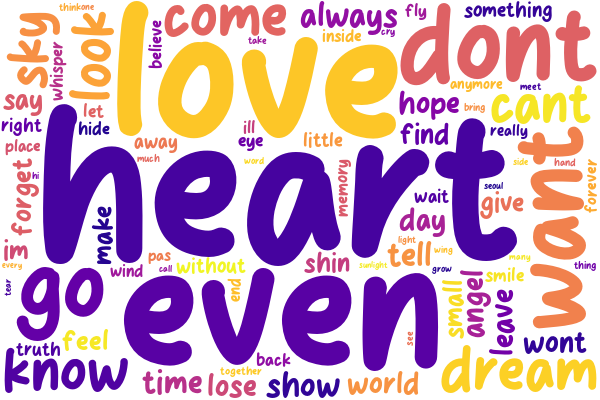 thinkone
sky
look
love
believe
come
always
cry
fly
something
take
inside
dont
whisper
say
let
hide
right
place
away
much
ill
eye
word
little
hope
find
anymore
bring
meet
cant
really
heart
hi
forget
im
every
make
memory
wait
day
seoul
give
side
hand
want
forever
light
tell
wing
many
thing
wind
pas
call
without
shin
sunlight
grow
smile
tear
go
even
end
see
small
angel
leave
truth
feel
know
back
together
time
lose
show
world
wont
dream